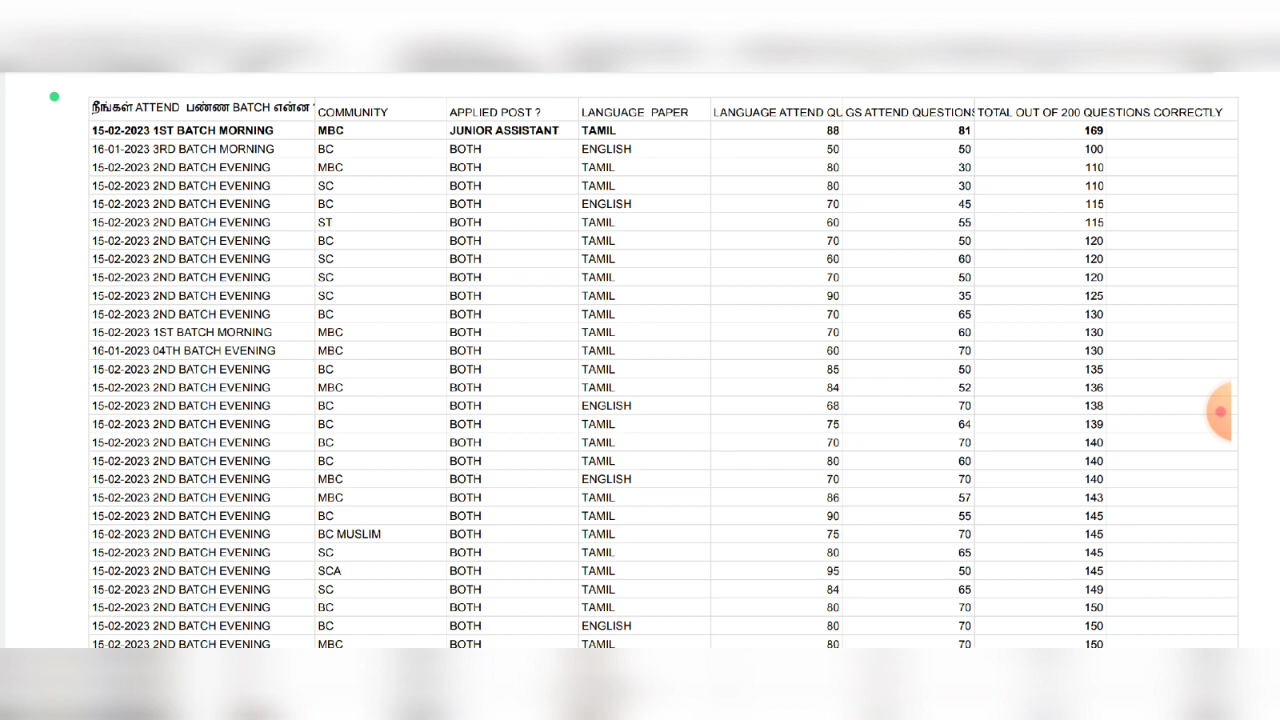 நீங்கள் ATTEND பண்ண BATCH என்ன COMMUNITY APPLIED POST ? LANGUAGE PAPER LANGUAGE ATTEND QU GS ATTEND QUESTIONS TOTAL OUT OF 200 QUESTIONS CORRECTLY
15-02-2023 1ST BATCH MORNING MBC JUNIOR ASSISTANT TAMIL 88 81 169
16-01-2023 3RD BATCH MORNING BC BOTH ENGLISH 50 50 100
15-02-2023 2ND BATCH EVENING MBC BOTH TAMIL 80 30 110
15-02-2023 2ND BATCH EVENING SC BOTH TAMIL 80 30 110
15-02-2023 2ND BATCH EVENING BC BOTH ENGLISH 70 45 115
15-02-2023 2ND BATCH EVENING ST BOTH TAMIL 60 55 115
15-02-2023 2ND BATCH EVENING BC BOTH TAMIL 70 50 120
15-02-2023 2ND BATCH EVENING SC BOTH TAMIL 60 60 120
15-02-2023 2ND BATCH EVENING SC BOTH TAMIL 70 50 120
15-02-2023 2ND BATCH EVENING SC BOTH TAMIL 90 35 125
15-02-2023 2ND BATCH EVENING BC BOTH TAMIL 70 65 130
15-02-2023 1ST BATCH MORNING MBC BOTH TAMIL 70 60 130
16-01-2023 04TH BATCH EVENING MBC BOTH TAMIL 60 70 130
15-02-2023 2ND BATCH EVENING BC BOTH TAMIL 85 50 135
15-02-2023 2ND BATCH EVENING MBC BOTH TAMIL 84 52 136
15-02-2023 2ND BATCH EVENING BC BOTH ENGLISH 68 70 138
15-02-2023 2ND BATCH EVENING BC BOTH TAMIL 75 64 139
15-02-2023 2ND BATCH EVENING BC BOTH TAMIL 70 70 140
15-02-2023 2ND BATCH EVENING BC BOTH TAMIL 80 60 140
15-02-2023 2ND BATCH EVENING MBC BOTH ENGLISH 70 70 140
15-02-2023 2ND BATCH EVENING MBC BOTH TAMIL 86 57 143
15-02-2023 2ND BATCH EVENING BC BOTH TAMIL 90 55 145
15-02-2023 2ND BATCH EVENING BC MUSLIM BOTH TAMIL 75 70 145
15-02-2023 2ND BATCH EVENING SC BOTH TAMIL 80 65 145
15-02-2023 2ND BATCH EVENING SCA BOTH TAMIL 95 50 145
15-02-2023 2ND BATCH EVENING SC BOTH TAMIL 84 65 149
15-02-2023 2ND BATCH EVENING BC BOTH TAMIL 80 70 150
15-02-2023 2ND BATCH EVENING BC BOTH ENGLISH 80 70 150
15-02-2023 2ND BATCH EVENING MBC BOTH TAMIL 80 70 150